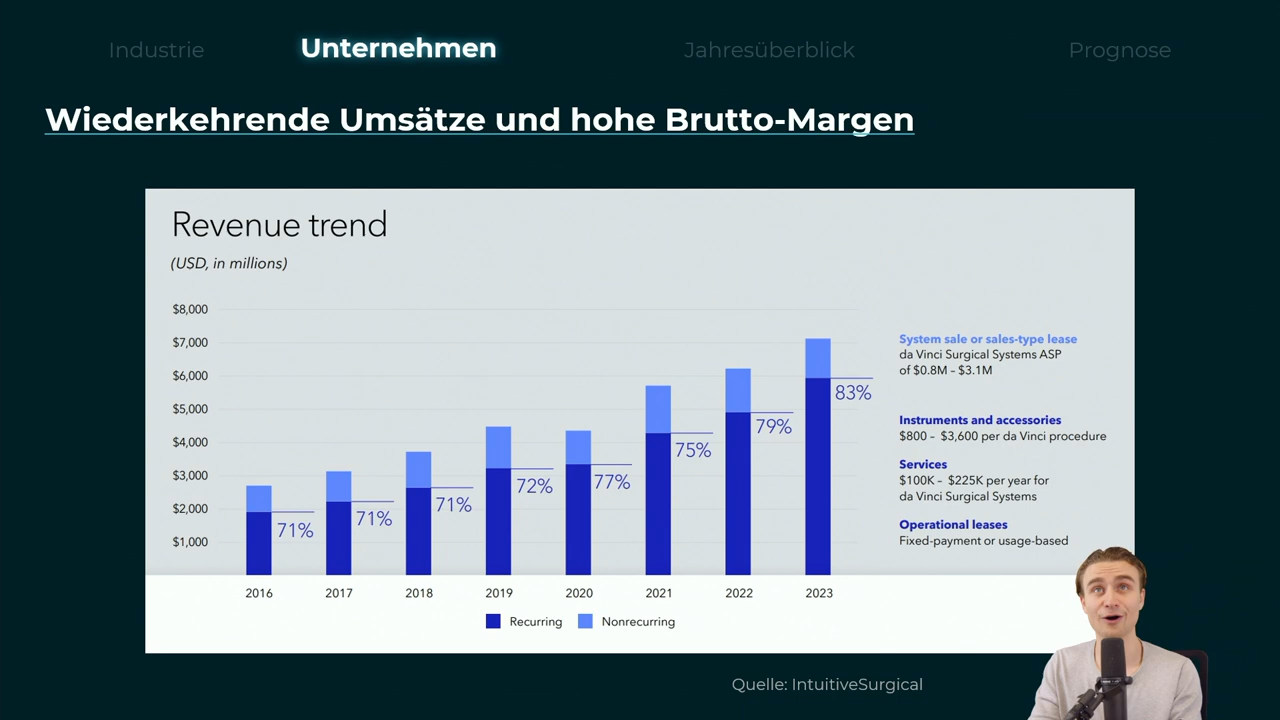 Industrie
Unternehmen
Jahresüberblick
Prognose
Wiederkehrende Umsätze und hohe Brutto-Margen
Revenue trend
(USD, in millions)
$8,000
$7,000
$6,000
$5,000
$4,000
$3,000
$2,000
$1,000
71%
71%
71%
72%
77%
75%
79%
83%
2016
2017
2018
2019
2020
2021
2022
2023
Recurring
Nonrecurring
System sale or sales-type lease
da Vinci Surgical Systems ASP
of $0.8M – $3.1M
Instruments and accessories
$800 – $3,600 per da Vinci procedure
Services
$100K – $225K per year for
da Vinci Surgical Systems
Operational leases
Fixed-payment or usage-based
Quelle: IntuitiveSurgical